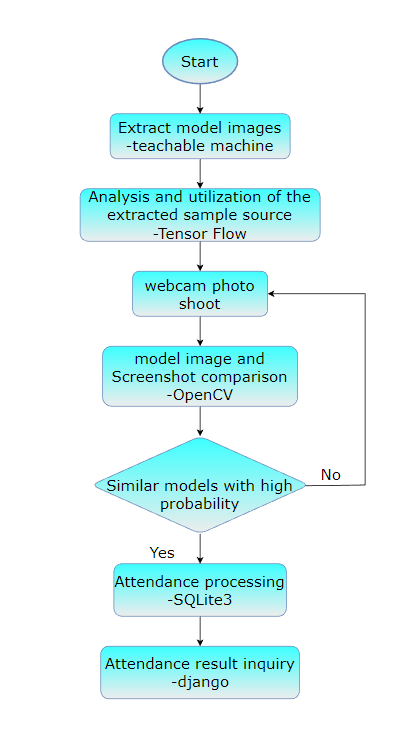 Start
Extract model images
-teachable machine
Analysis and utilization of the
extracted sample source
-Tensor Flow
webcam photo
shoot
model image and
Screenshot comparison
-OpenCV
Similar models with high
probability
No
Yes
Attendance processing
-SQLite3
Attendance result inquiry
-django